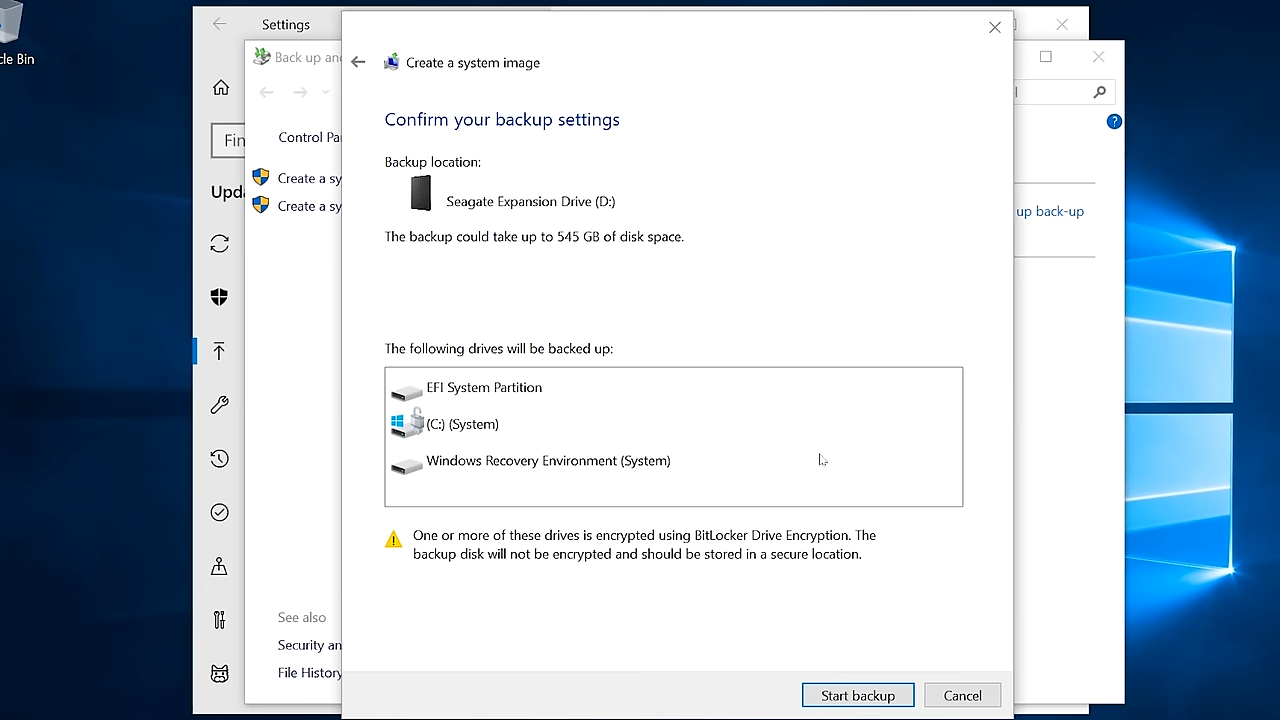 cle Bin
Settings
Back up and
Create a system image
Fin
Control Pa
Confirm your backup settings
Backup location:
Create a sy
Upda
Create a sy
Seagate Expansion Drive (D:)
up back-up
The backup could take up to 545 GB of disk space.
The following drives will be backed up:
EFI System Partition
(C:) (System)
Windows Recovery Environment (System)
One or more of these drives is encrypted using BitLocker Drive Encryption. The
backup disk will not be encrypted and should be stored in a secure location.
See also
Security an
File History
Start backup
Cancel